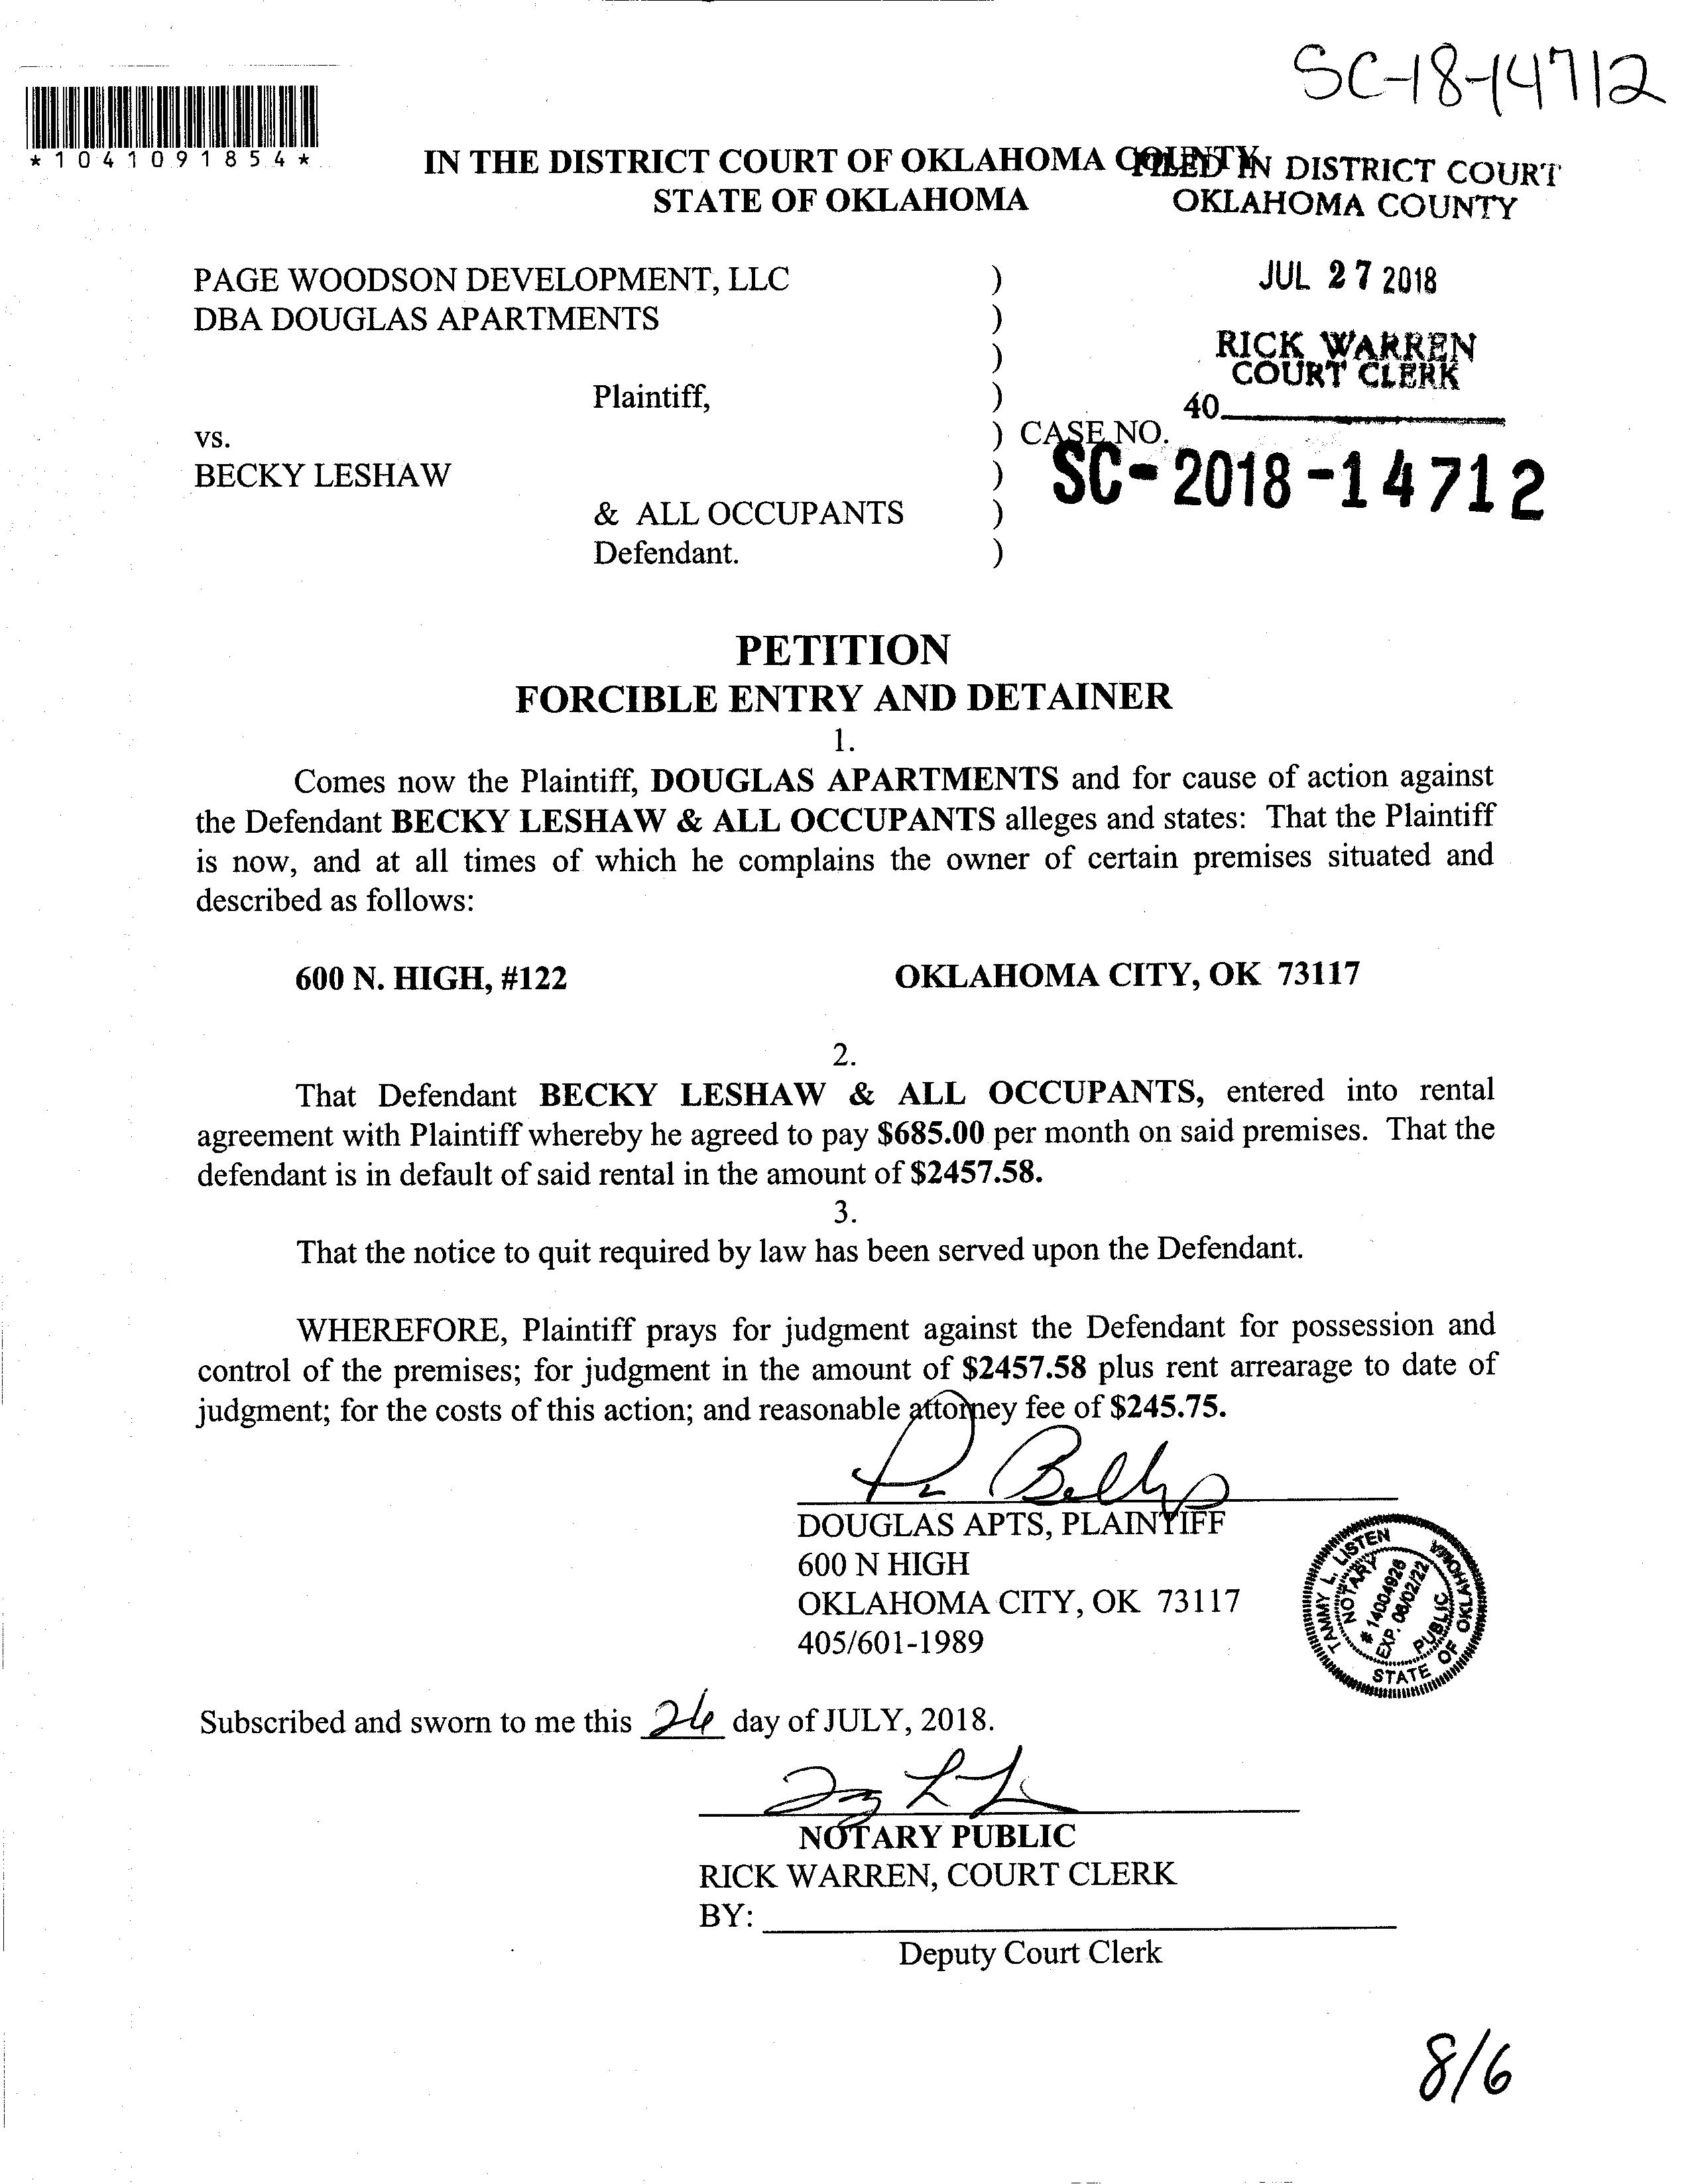 SC-18-14712
*1041091854*
IN THE DISTRICT COURT OF OKLAHOMA COUNTY
STATE OF OKLAHOMA
FILED IN DISTRICT COURT
OKLAHOMA COUNTY
JUL 27 2018
RICK WARREN
COURT CLERK
40
PAGE WOODSON DEVELOPMENT, LLC )
DBA DOUGLAS APARTMENTS )
)
Plaintiff, )
vs. ) CASE NO.
SC-2018-14712
BECKY LESHAW )
& ALL OCCUPANTS )
Defendant. )
PETITION
FORCIBLE ENTRY AND DETAINER
1.
Comes now the Plaintiff, DOUGLAS APARTMENTS and for cause of action against
the Defendant BECKY LESHAW & ALL OCCUPANTS alleges and states: That the Plaintiff
is now, and at all times of which he complains the owner of certain premises situated and
described as follows:
600 N. HIGH, #122 OKLAHOMA CITY, OK 73117
2.
That Defendant BECKY LESHAW & ALL OCCUPANTS, entered into rental
agreement with Plaintiff whereby he agreed to pay $685.00 per month on said premises. That the
defendant is in default of said rental in the amount of $2457.58.
3.
That the notice to quit required by law has been served upon the Defendant.
WHEREFORE, Plaintiff prays for judgment against the Defendant for possession and
control of the premises; for judgment in the amount of $2457.58 plus rent arrearage to date of
judgment; for the costs of this action; and reasonable attorney fee of $245.75.
DOUGLAS APTS, PLAINTIFF
600 N HIGH
OKLAHOMA CITY, OK 73117
405/601-1989
TAMMY L. LISTEN
NOTARY
# 14004926
EXP. 06/02/22
PUBLIC
STATE OF OKLAHOMA
Subscribed and sworn to me this 26 day of JULY, 2018.
NOTARY PUBLIC
RICK WARREN, COURT CLERK
BY:
Deputy Court Clerk
8/6